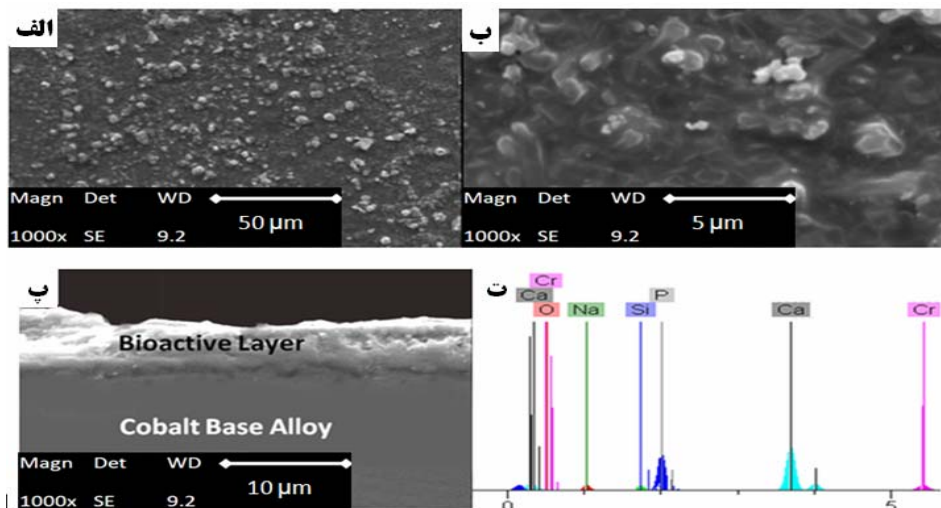 الف
Magn Det WD
50 µm
1000x SE 9.2
ب
Magn Det WD
5 µm
1000x SE 9.2
پ
Bioactive Layer
Cobalt Base Alloy
Magn Det WD
10 µm
1000x SE 9.2
ت
Cr
Ca P
O Na Si Ca Cr
0 5